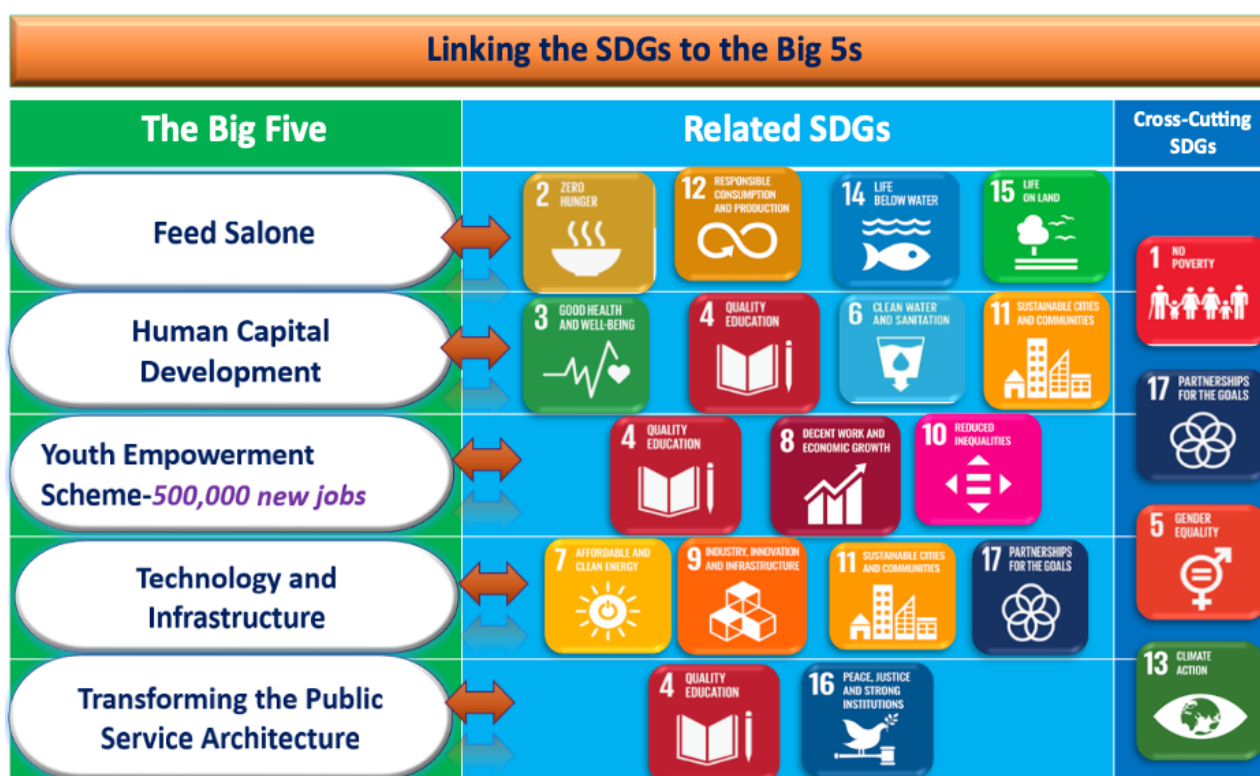 Linking the SDGs to the Big 5s
The Big Five
Related SDGs
Cross-Cutting
SDGs
Feed Salone
2 ZERO
HUNGER
12 RESPONSIBLE
CONSUMPTION
AND PRODUCTION
14 LIFE
BELOW WATER
15 LIFE
ON LAND
Human Capital
Development
3 GOOD HEALTH
AND WELL-BEING
4 QUALITY
EDUCATION
6 CLEAN WATER
AND SANITATION
11 SUSTAINABLE CITIES
AND COMMUNITIES
Youth Empowerment
Scheme-500,000 new jobs
4 QUALITY
EDUCATION
8 DECENT WORK AND
ECONOMIC GROWTH
10 REDUCED
INEQUALITIES
Technology and
Infrastructure
7 AFFORDABLE AND
CLEAN ENERGY
9 INDUSTRY, INNOVATION
AND INFRASTRUCTURE
11 SUSTAINABLE CITIES
AND COMMUNITIES
17 PARTNERSHIPS
FOR THE GOALS
Transforming the Public
Service Architecture
4 QUALITY
EDUCATION
16 PEACE, JUSTICE
AND STRONG
INSTITUTIONS
1 NO
POVERTY
17 PARTNERSHIPS
FOR THE GOALS
5 GENDER
EQUALITY
13 CLIMATE
ACTION